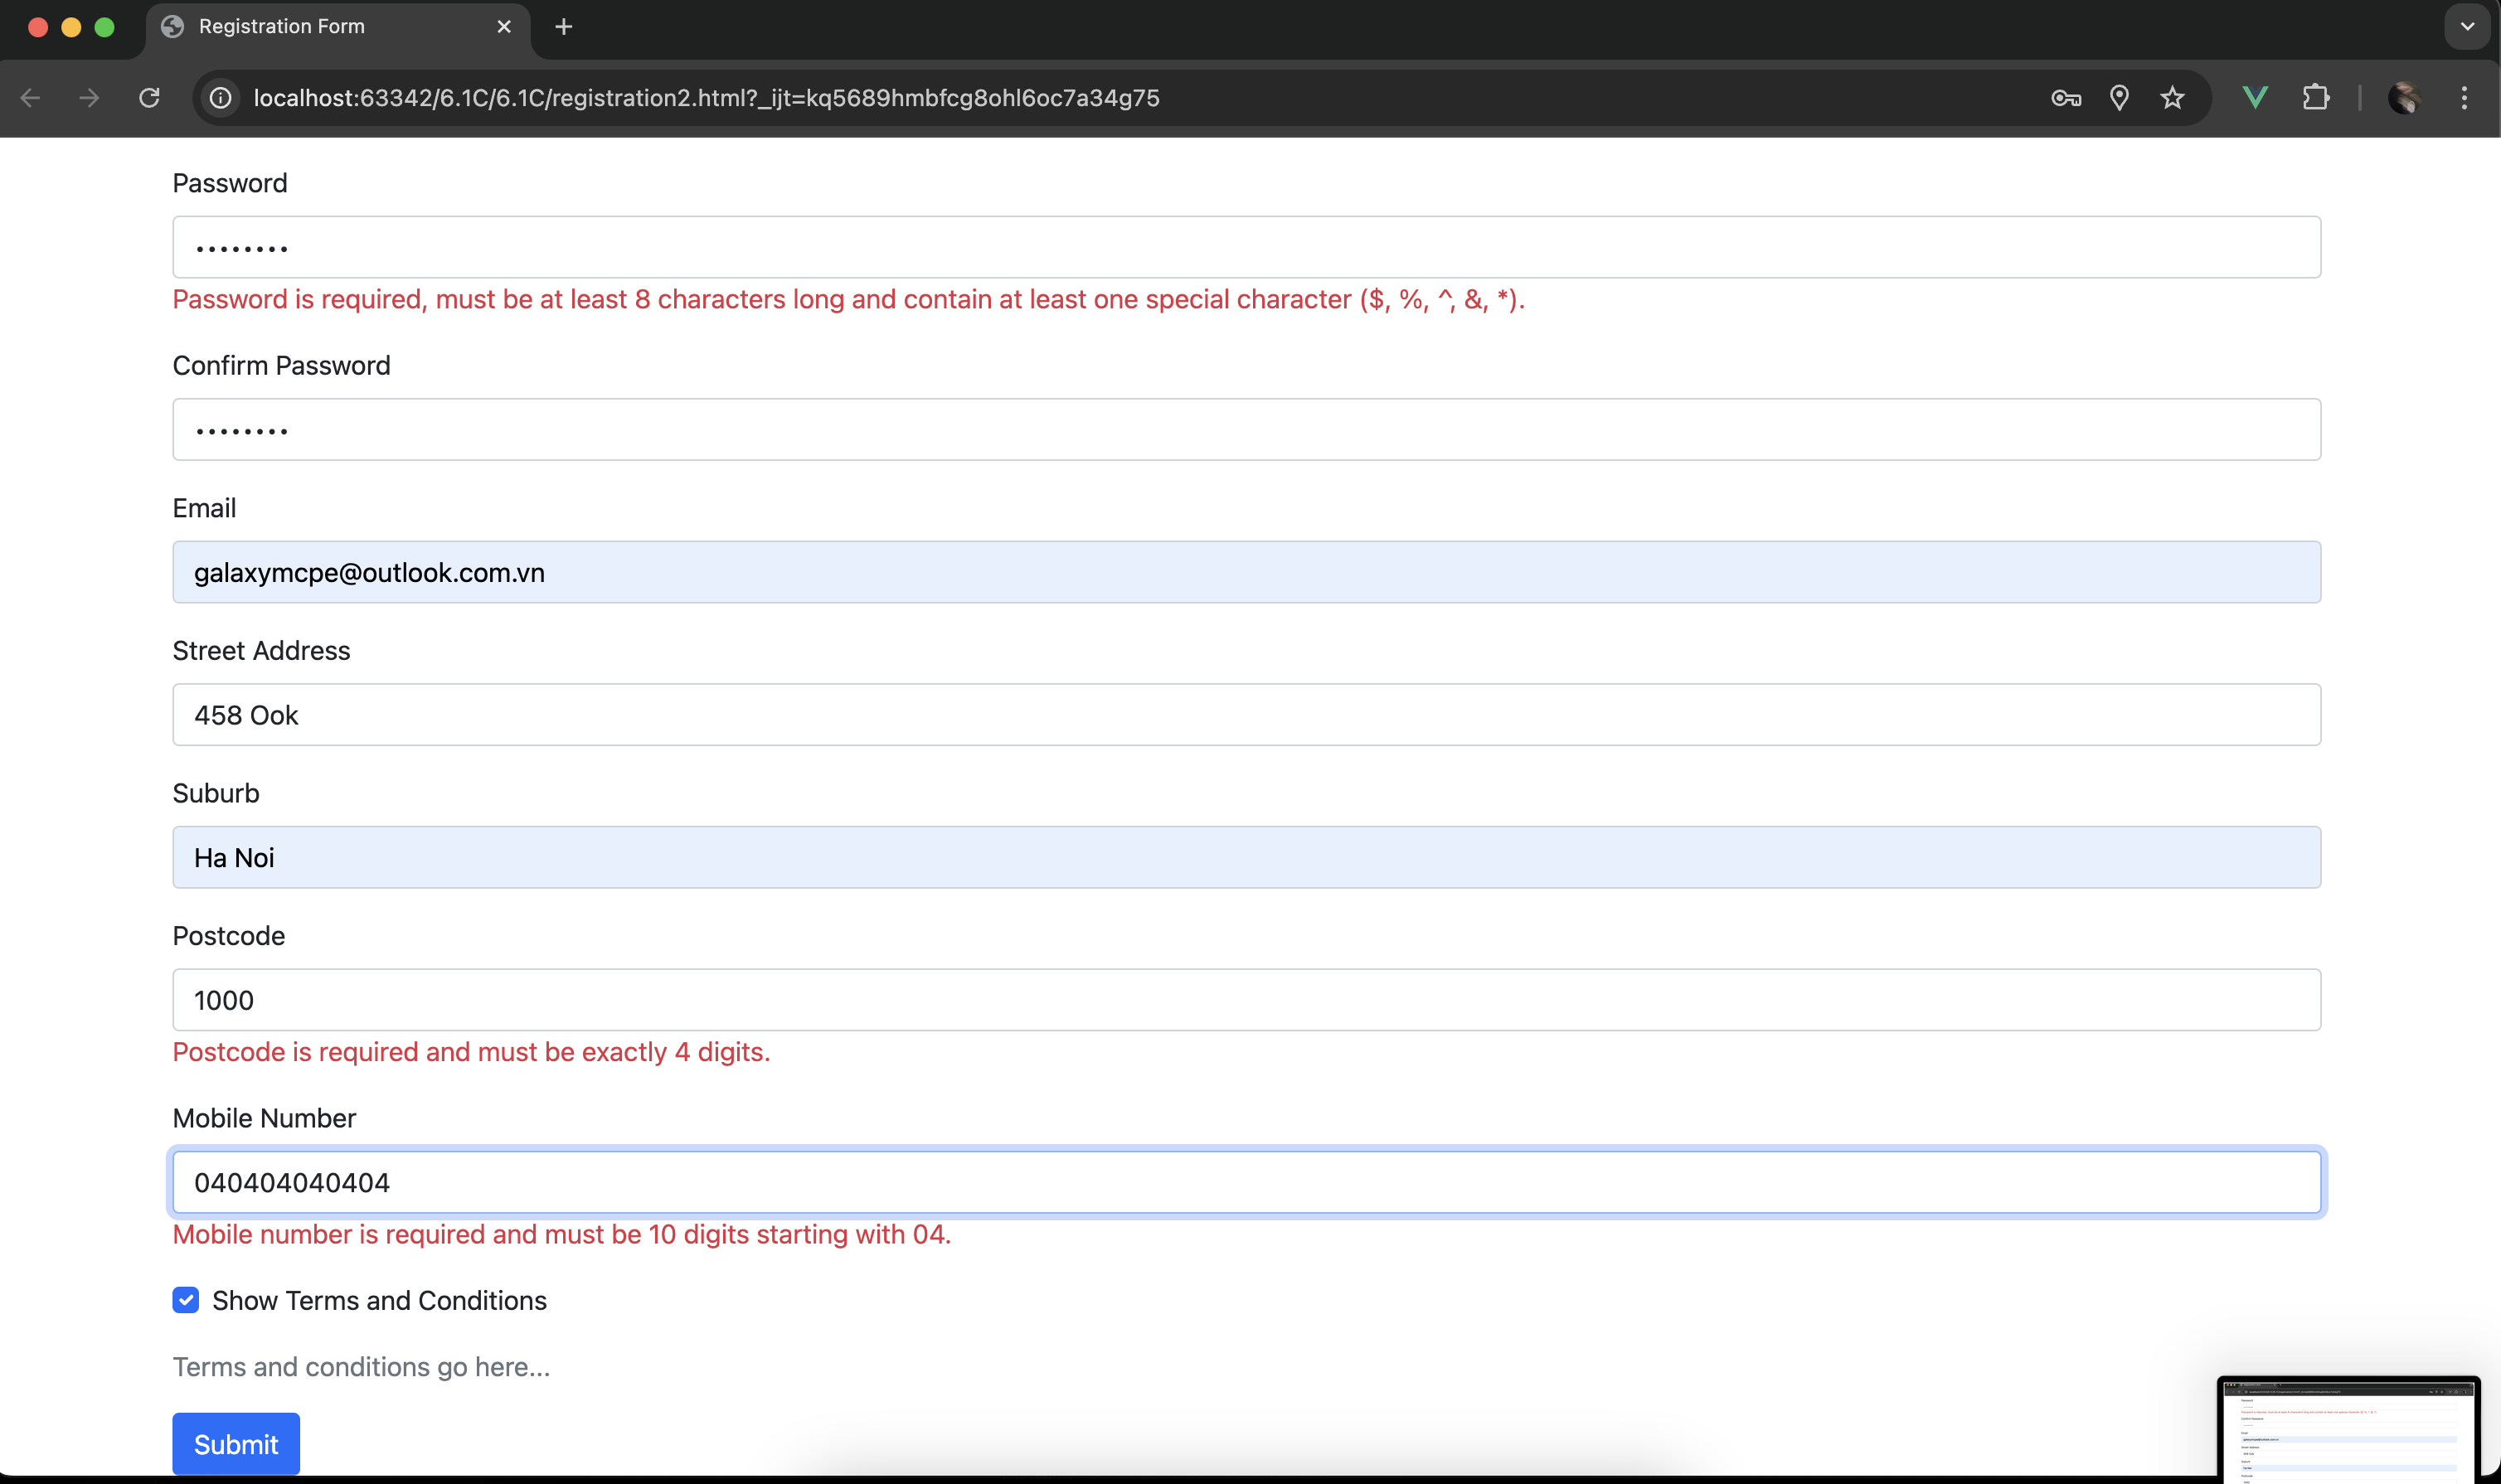 Registration Form
localhost:63342/6.1C/6.1C/registration2.html?_ijt=kq5689hmbfcg8ohl6oc7a34g75
Password
••••••••
Password is required, must be at least 8 characters long and contain at least one special character ($, %, ^, &, *).
Confirm Password
••••••••
Email
galaxymcpe@outlook.com.vn
Street Address
458 Ook
Suburb
Ha Noi
Postcode
1000
Postcode is required and must be exactly 4 digits.
Mobile Number
040404040404
Mobile number is required and must be 10 digits starting with 04.
Show Terms and Conditions
Terms and conditions go here...
Submit